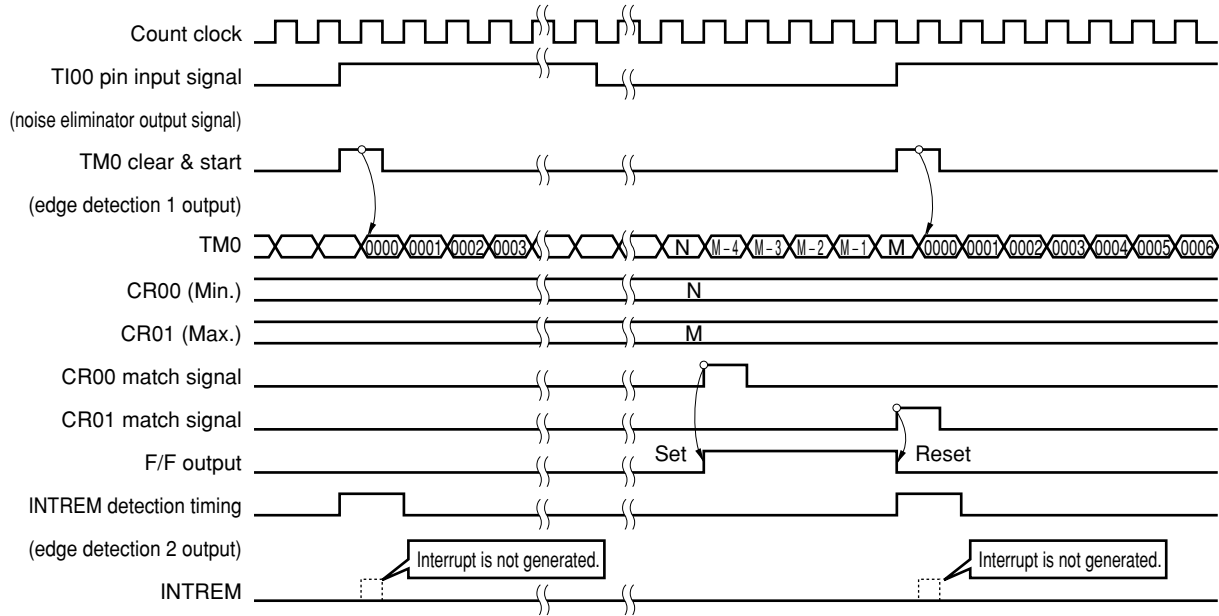 Count clock
TI00 pin input signal
(noise eliminator output signal)
TM0 clear & start
(edge detection 1 output)
TM0 0000 0001 0002 0003 N M-4 M-3 M-2 M-1 M 0000 0001 0002 0003 0004 0005 0006
CR00 (Min.) N
CR01 (Max.) M
CR00 match signal
CR01 match signal
F/F output Set Reset
INTREM detection timing
(edge detection 2 output)
Interrupt is not generated. Interrupt is not generated.
INTREM